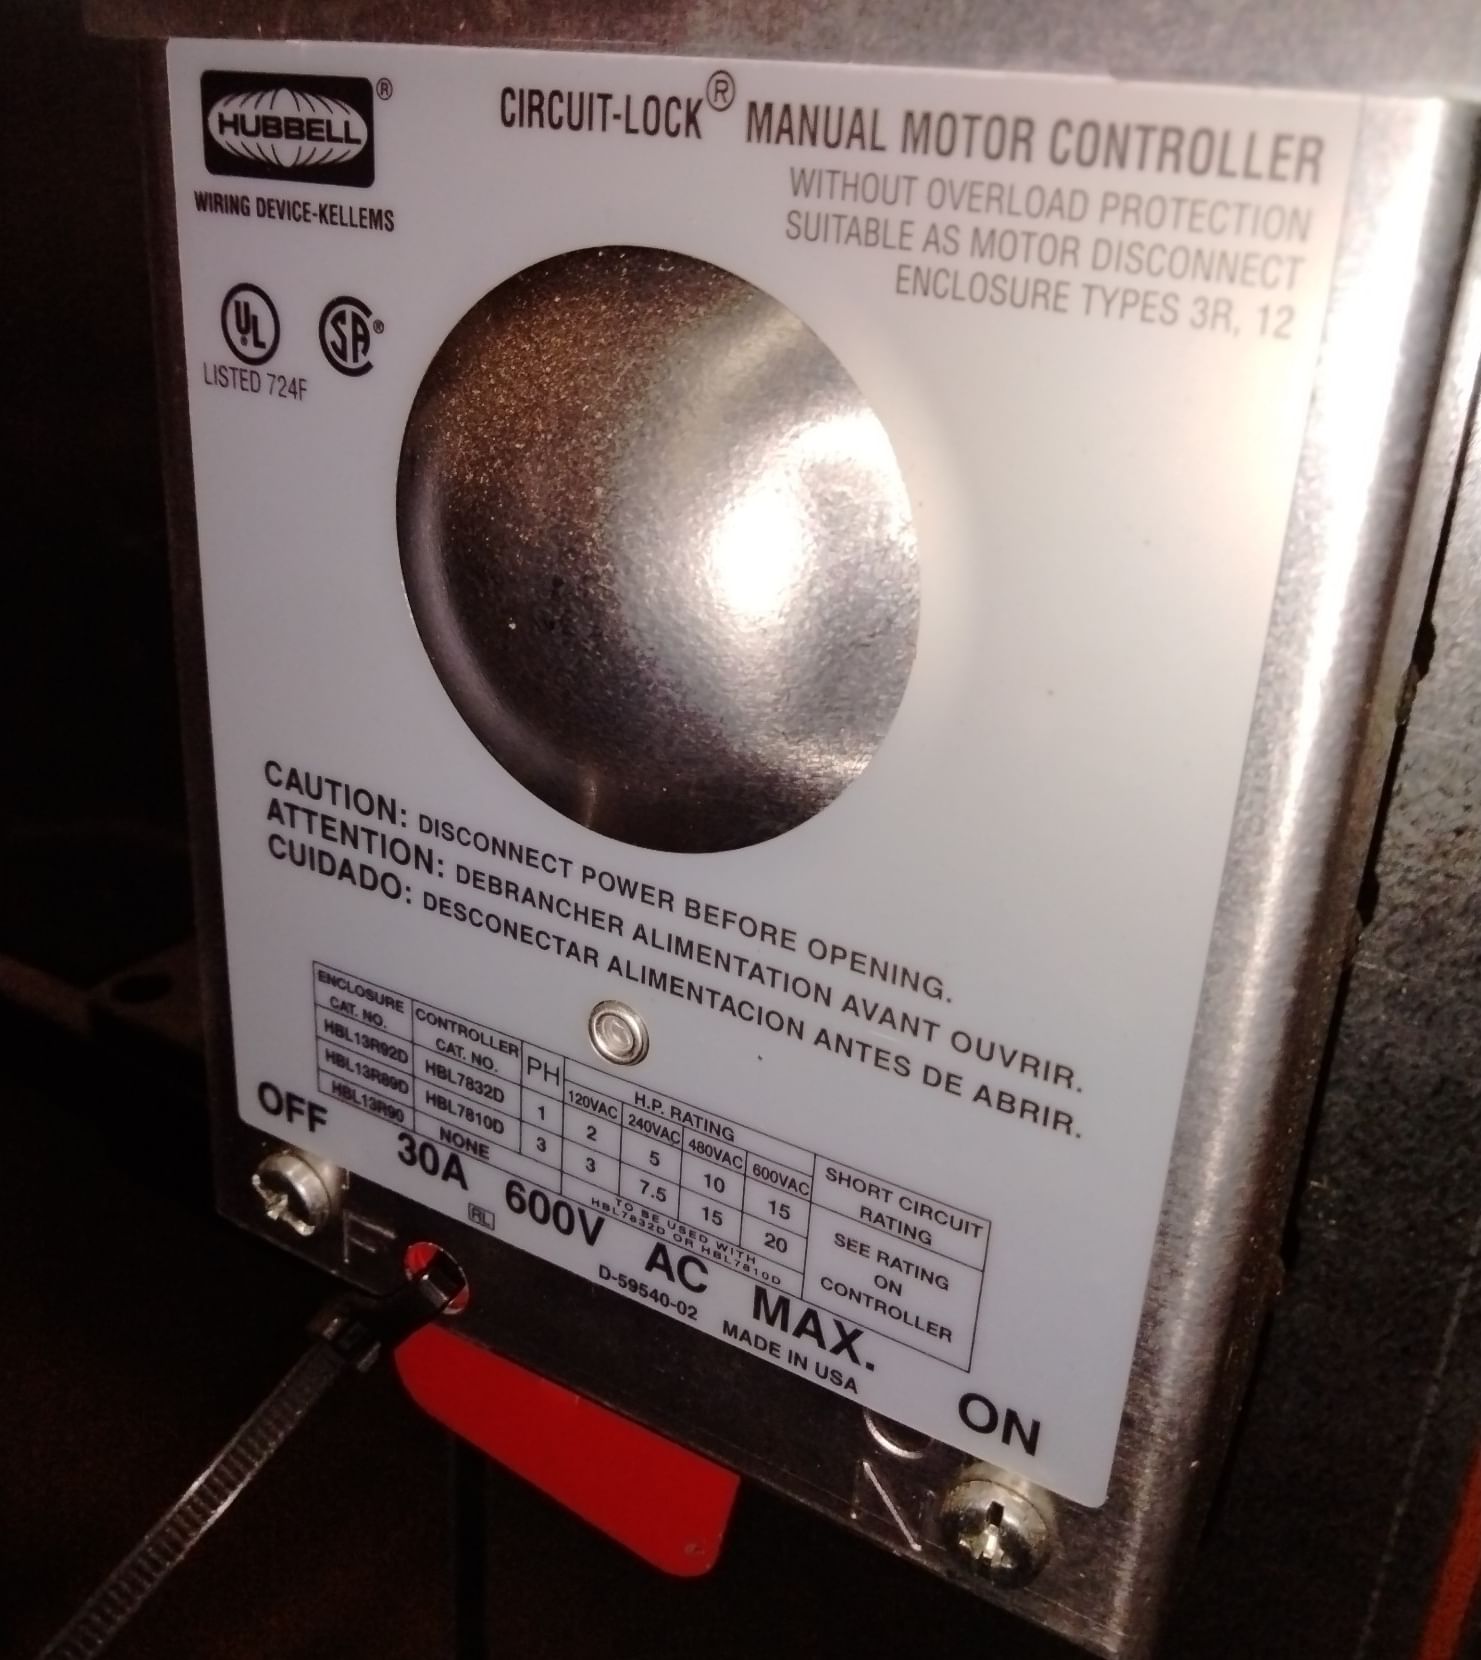 HUBBELL®
WIRING DEVICE-KELLEMS
CIRCUIT-LOCK® MANUAL MOTOR CONTROLLER
WITHOUT OVERLOAD PROTECTION
SUITABLE AS MOTOR DISCONNECT
ENCLOSURE TYPES 3R, 12
UL SA®
LISTED 724F
CAUTION: DISCONNECT POWER BEFORE OPENING.
ATTENTION: DEBRANCHER ALIMENTATION AVANT OUVRIR.
CUIDADO: DESCONECTAR ALIMENTACION ANTES DE ABRIR.
ENCLOSURE CAT. NO. CONTROLLER CAT. NO. PH H.P. RATING SHORT CIRCUIT RATING
120VAC 240VAC 480VAC 600VAC
HBL13R92D HBL7832D 1 2 5 10 15 SEE RATING ON CONTROLLER
HBL13R89D HBL7810D 3 3 7.5 15 20
HBL13R90 NONE TO BE USED WITH HBL7832D OR HBL7810D
OFF 30A 600V AC MAX. ON
D-59540-02 MADE IN USA